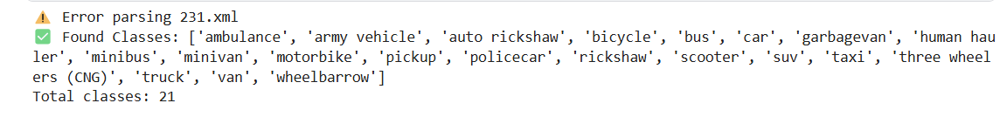 ⚠️ Error parsing 231.xml
✅ Found Classes: ['ambulance', 'army vehicle', 'auto rickshaw', 'bicycle', 'bus', 'car', 'garbagevan', 'human hau
ler', 'minibus', 'minivan', 'motorbike', 'pickup', 'policecar', 'rickshaw', 'scooter', 'suv', 'taxi', 'three wheel
ers (CNG)', 'truck', 'van', 'wheelbarrow']
Total classes: 21